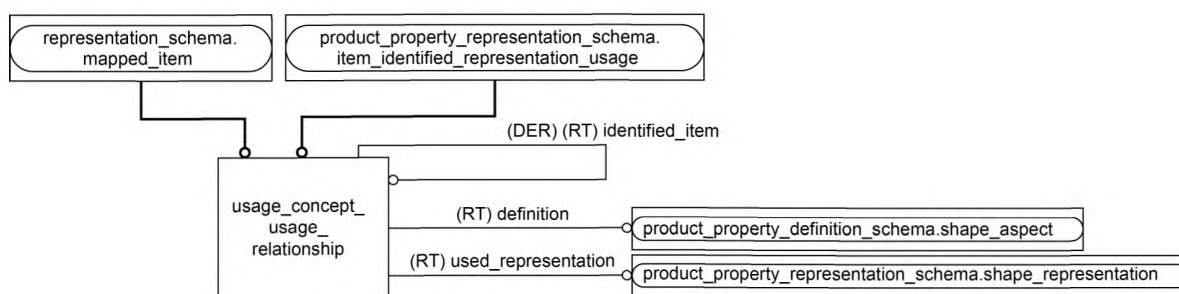 representation_schema.
mapped_item
product_property_representation_schema.
item_identified_representation_usage
(DER) (RT) identified_item
usage_concept_
usage_
relationship
(RT) definition
product_property_definition_schema.shape_aspect
(RT) used_representation
product_property_representation_schema.shape_representation